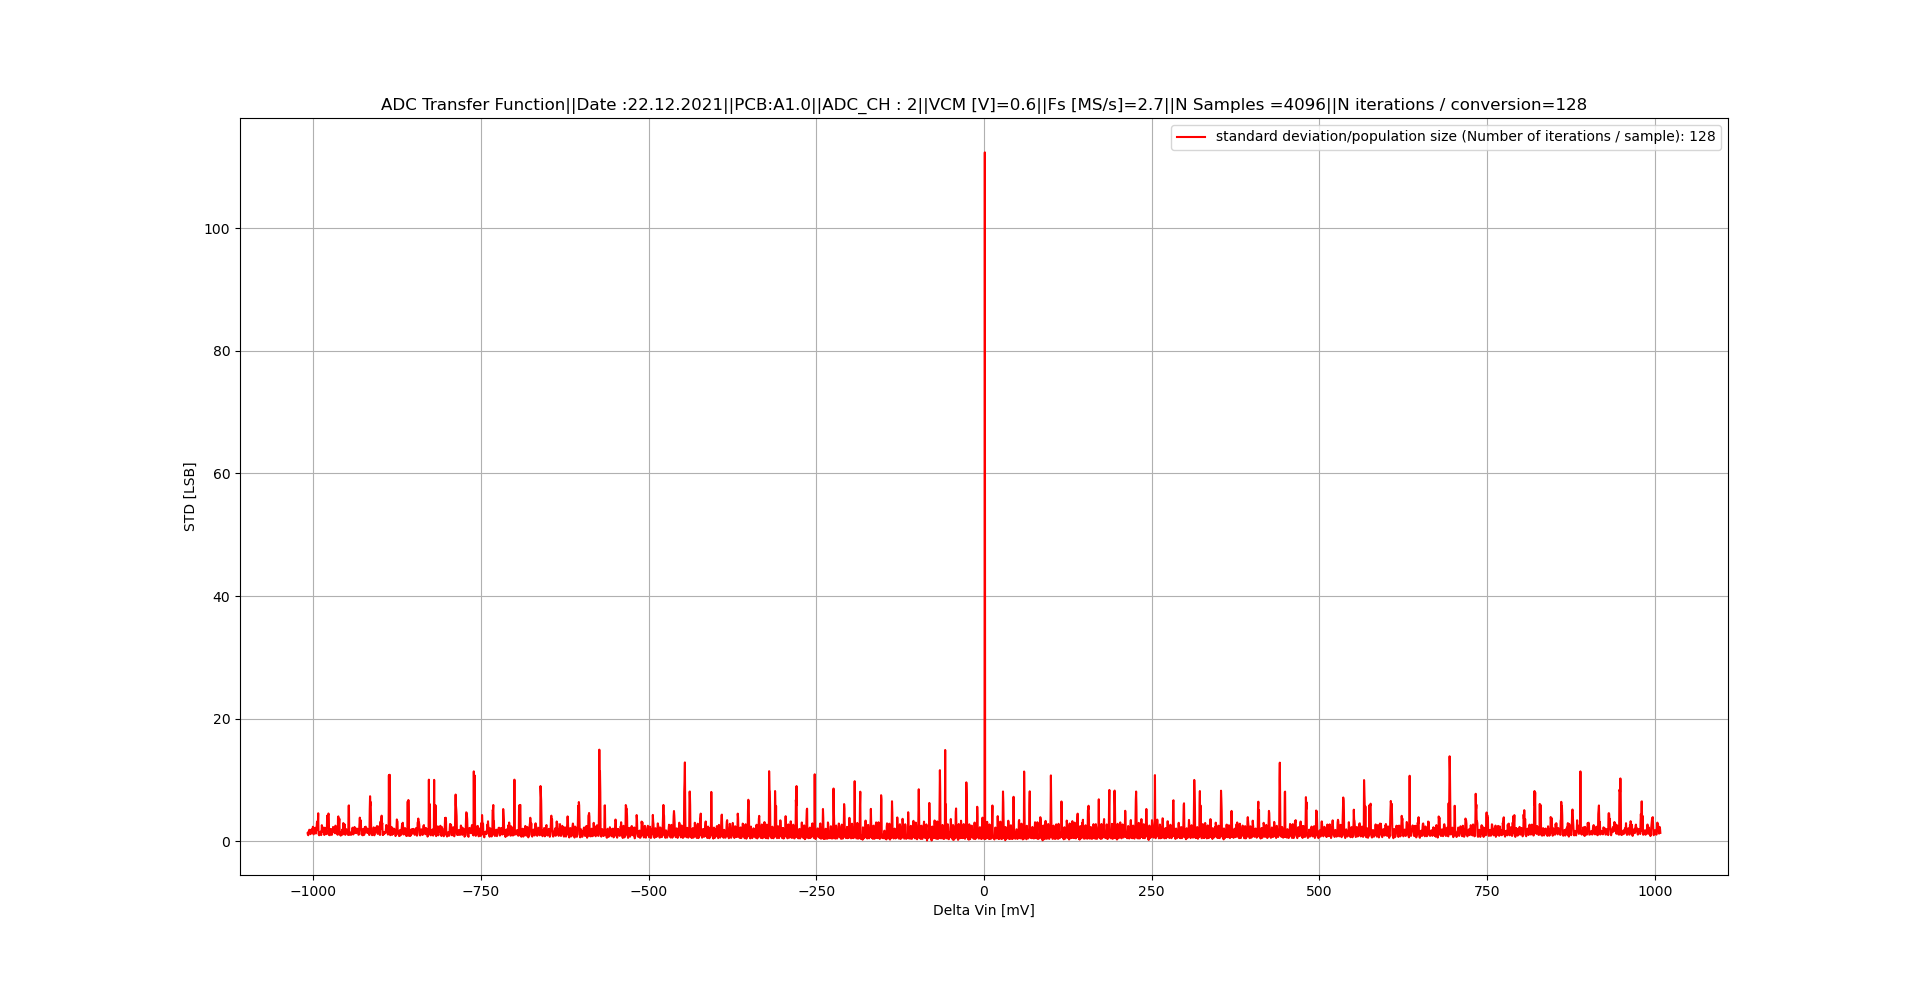 ADC Transfer Function||Date :22.12.2021||PCB:A1.0||ADC_CH : 2||VCM [V]=0.6||Fs [MS/s]=2.7||N Samples =4096||N iterations / conversion=128
standard deviation/population size (Number of iterations / sample): 128
100
80
60
40
20
0
STD [LSB]
−1000 −750 −500 −250 0 250 500 750 1000
Delta Vin [mV]